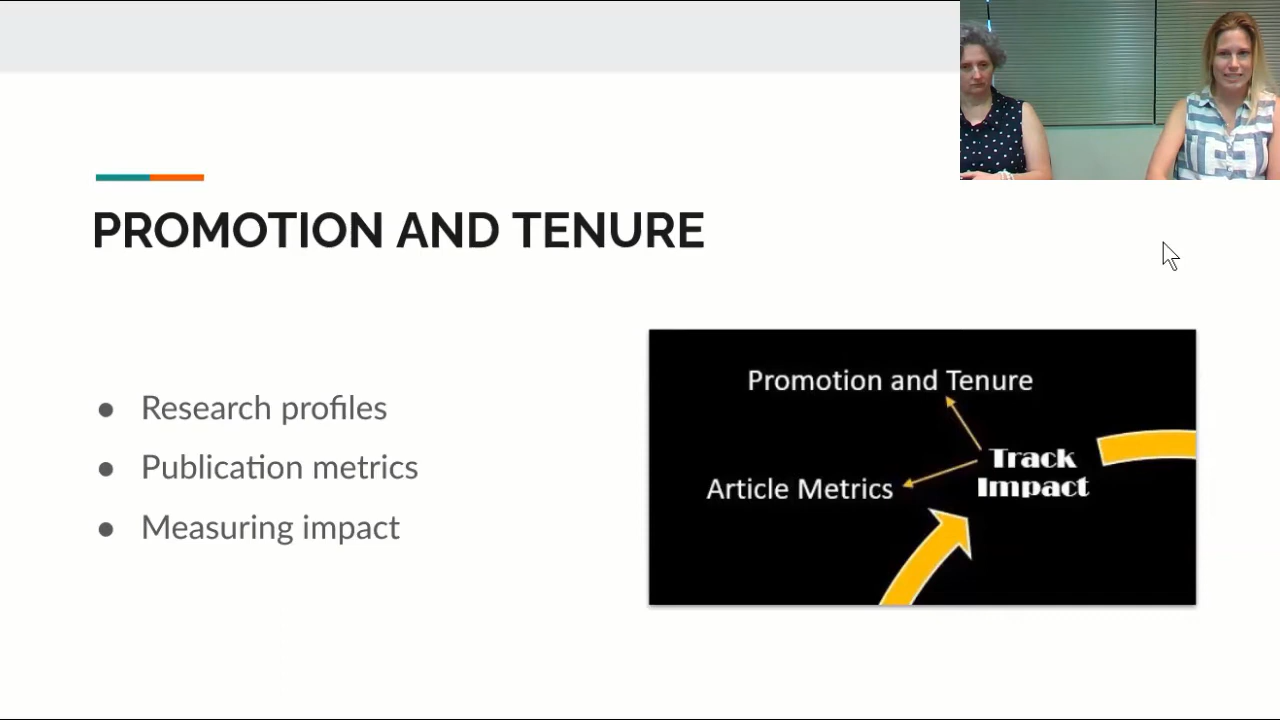 PROMOTION AND TENURE
Research profiles
Publication metrics
Measuring impact
Promotion and Tenure
Track
Impact
Article Metrics